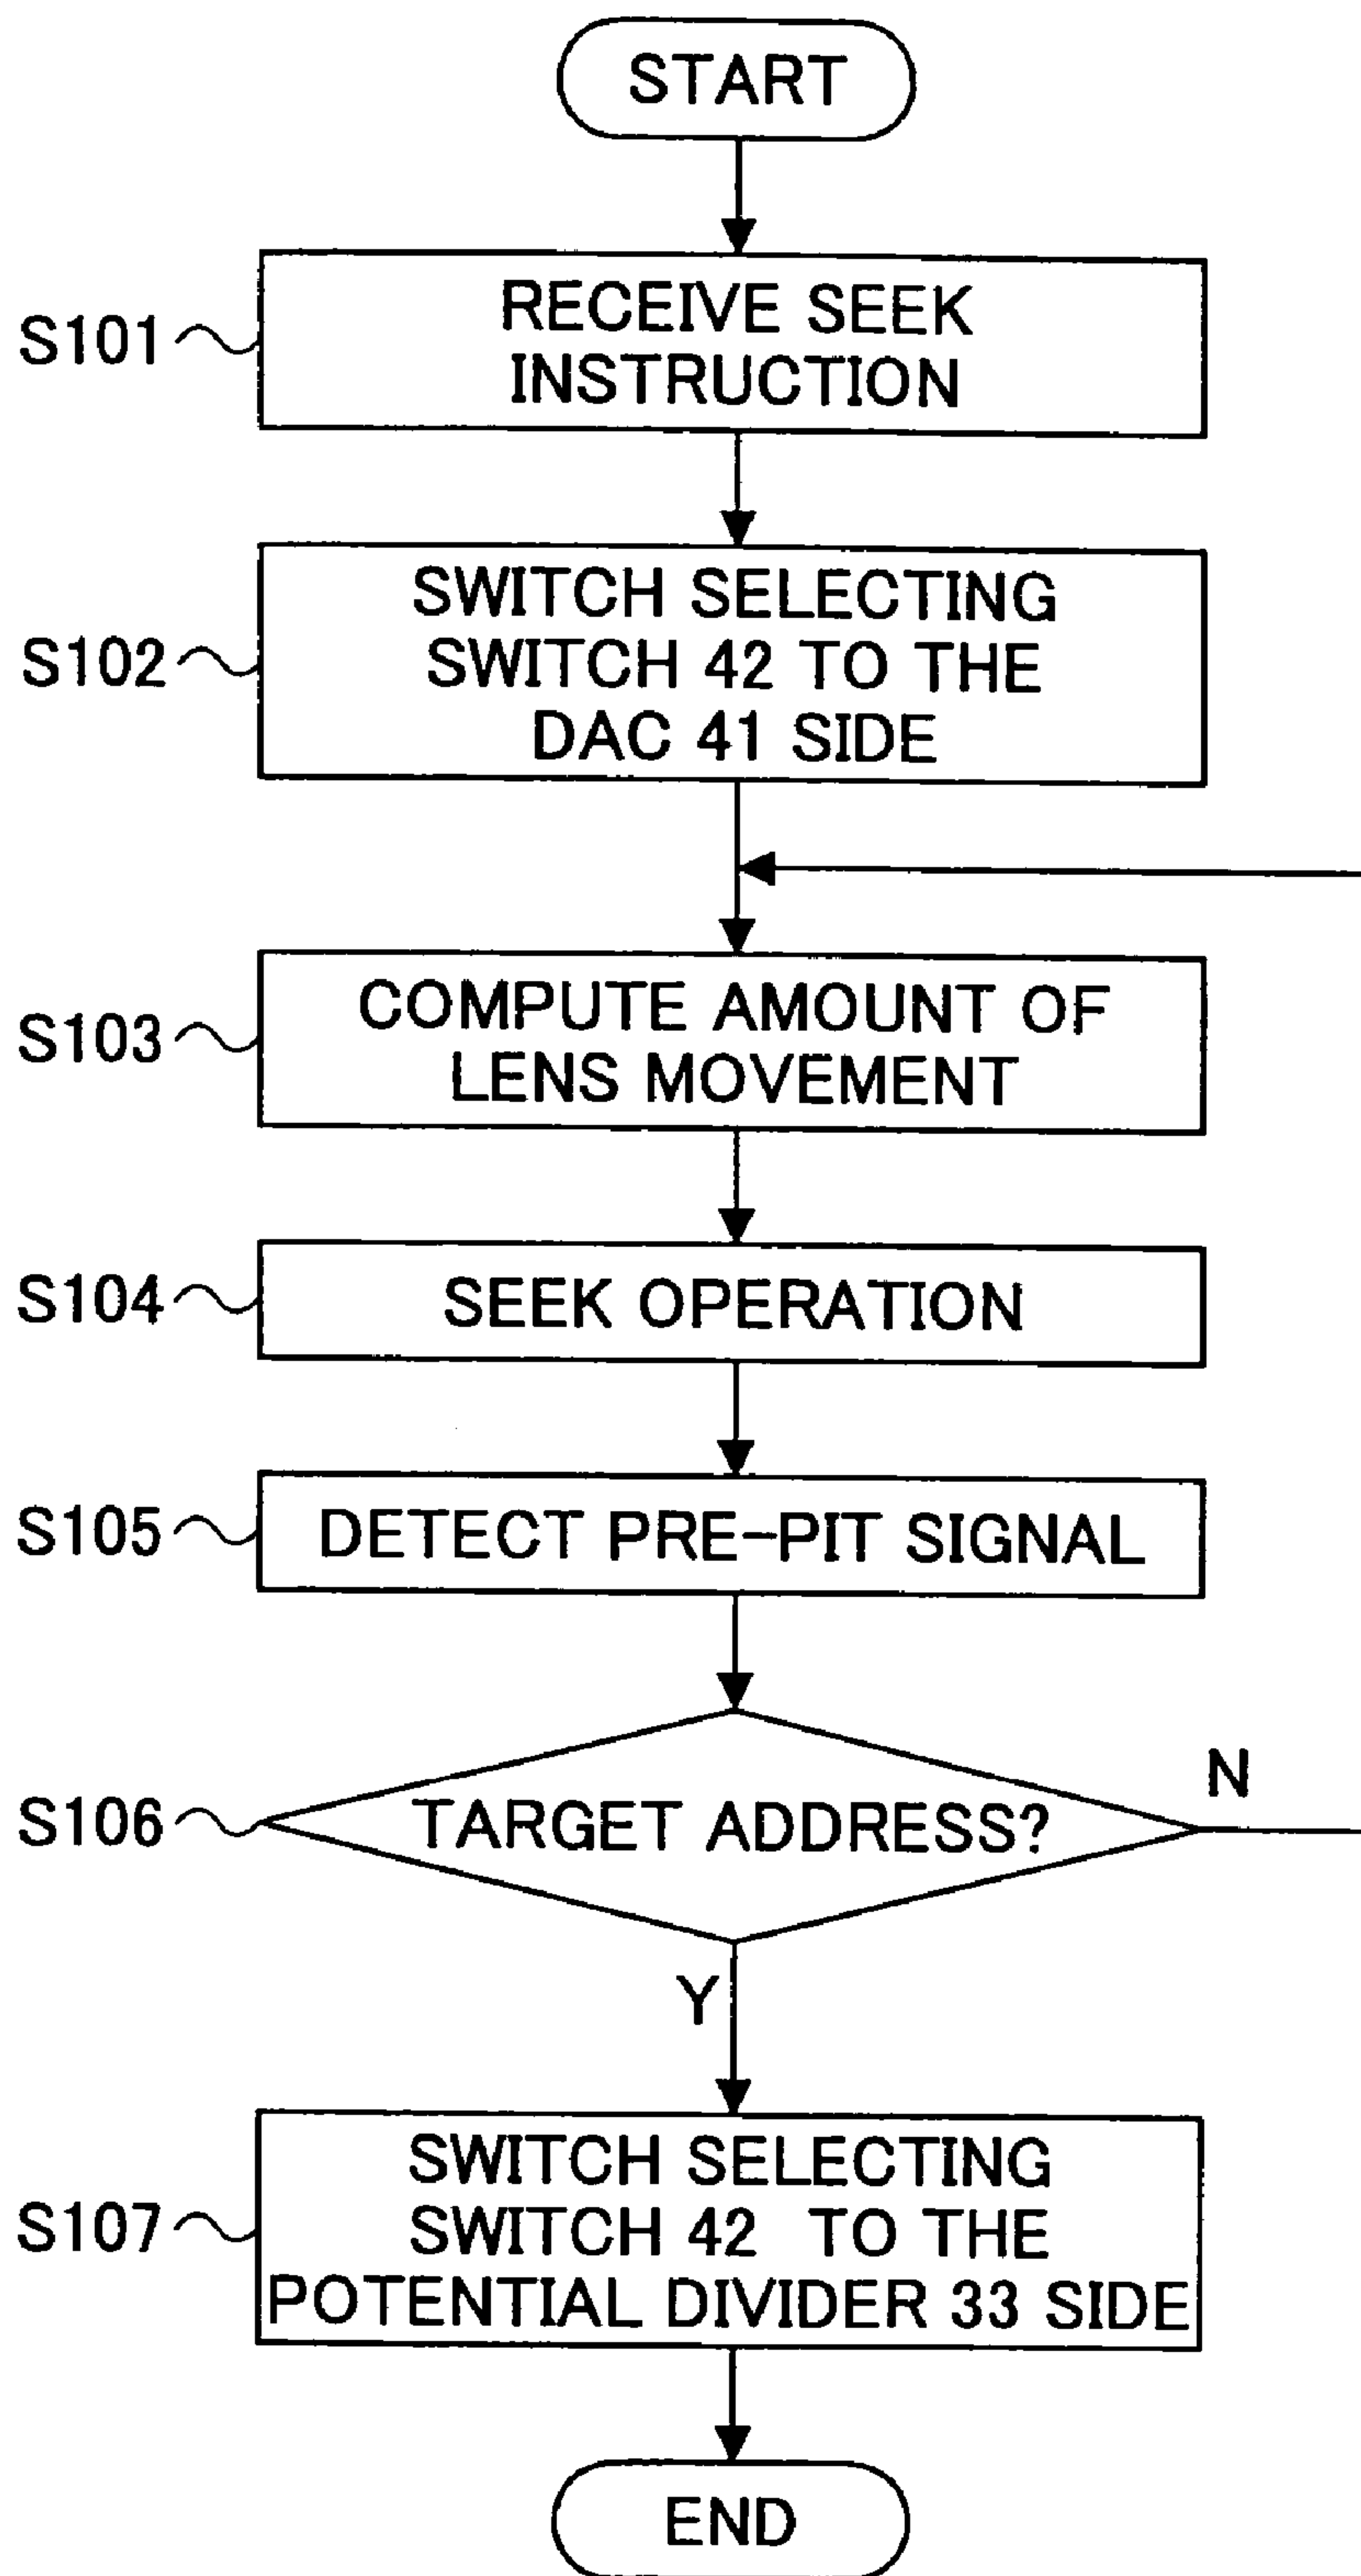 START
S101
RECEIVE SEEK
INSTRUCTION
S102
SWITCH SELECTING
SWITCH 42 TO THE
DAC 41 SIDE
S103
COMPUTE AMOUNT OF
LENS MOVEMENT
S104
SEEK OPERATION
S105
DETECT PRE-PIT SIGNAL
S106
TARGET ADDRESS?
N
Y
S107
SWITCH SELECTING
SWITCH 42 TO THE
POTENTIAL DIVIDER 33 SIDE
END